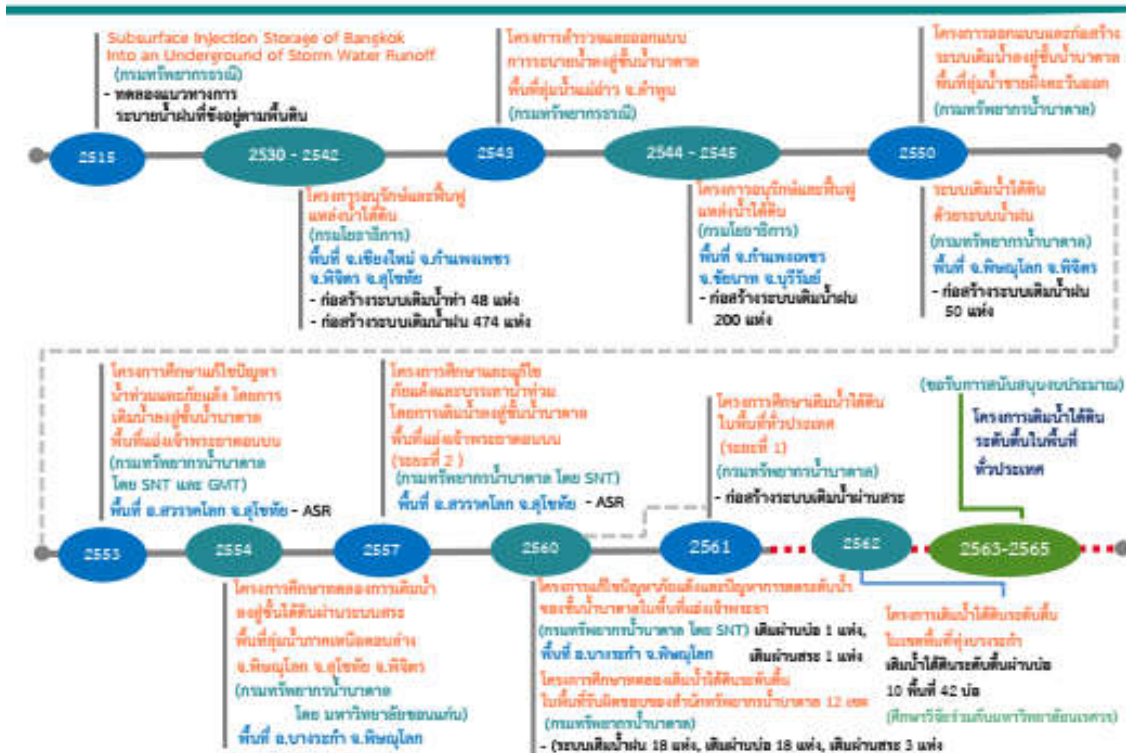 Subsurface Injection Storage of Bangkok
Into an Underground of Storm Water Runoff
(กรมทรัพยากรธรณี)
- ทดลองแนวทางการ
ระบายน้ำฝนที่ขังอยู่ตามพื้นดิน
2515
2530 - 2542
โครงการอนุรักษ์และฟื้นฟู
แหล่งน้ำใต้ดิน
(กรมโยธาธิการ)
พื้นที่ จ.เชียงใหม่ จ.กำแพงเพชร
จ.พิจิตร จ.สุโขทัย
- ก่อสร้างระบบเติมน้ำท่า 48 แห่ง
- ก่อสร้างระบบเติมน้ำฝน 474 แห่ง
โครงการสำรวจและออกแบบ
การระบายน้ำลงสู่ชั้นน้ำบาดาล
พื้นที่ลุ่มน้ำแม่สาว จ.ลำพูน
(กรมทรัพยากรธรณี)
2543
2544 - 2545
โครงการอนุรักษ์และฟื้นฟู
แหล่งน้ำใต้ดิน
(กรมโยธาธิการ)
พื้นที่ จ.กำแพงเพชร
จ.ชัยนาท จ.บุรีรัมย์
- ก่อสร้างระบบเติมน้ำฝน
200 แห่ง
โครงการออกแบบและก่อสร้าง
ระบบเติมน้ำลงสู่ชั้นน้ำบาดาล
พื้นที่ลุ่มน้ำชายฝั่งตะวันออก
(กรมทรัพยากรน้ำบาดาล)
2550
ระบบเติมน้ำใต้ดิน
ด้วยระบบน้ำฝน
(กรมทรัพยากรน้ำบาดาล)
พื้นที่ จ.พิษณุโลก จ.พิจิตร
- ก่อสร้างระบบเติมน้ำฝน
50 แห่ง
โครงการศึกษาแก้ไขปัญหา
น้ำท่วมและภัยแล้ง โดยการ
เติมน้ำลงสู่ชั้นน้ำบาดาล
พื้นที่แอ่งเจ้าพระยาตอนบน
(กรมทรัพยากรน้ำบาดาล
โดย SNT และ GMT)
พื้นที่ อ.สวรรคโลก จ.สุโขทัย - ASR
2553
2554
โครงการศึกษาทดลองการเติมน้ำ
ลงสู่ชั้นใต้ดินผ่านระบบสระ
พื้นที่ลุ่มน้ำภาคเหนือตอนล่าง
จ.พิษณุโลก จ.สุโขทัย จ.พิจิตร
(กรมทรัพยากรน้ำบาดาล
โดย มหาวิทยาลัยขอนแก่น)
พื้นที่ อ.บางระกำ จ.พิษณุโลก
โครงการศึกษาและแก้ไข
ภัยแล้งและบรรเทาน้ำท่วม
โดยการเติมน้ำลงสู่ชั้นน้ำบาดาล
พื้นที่แอ่งเจ้าพระยาตอนบน
(ระยะที่ 2 )
(กรมทรัพยากรน้ำบาดาล โดย SNT)
พื้นที่ อ.สวรรคโลก จ.สุโขทัย - ASR
2557
2560
โครงการแก้ไขปัญหาภัยแล้งและปัญหาการลดระดับน้ำ
ของชั้นน้ำบาดาลในพื้นที่แอ่งเจ้าพระยา
(กรมทรัพยากรน้ำบาดาล โดย SNT) เติมผ่านบ่อ 1 แห่ง,
พื้นที่ อ.บางระกำ จ.พิษณุโลก เติมผ่านสระ 1 แห่ง
โครงการศึกษาทดลองเติมน้ำใต้ดินระดับตื้น
ในพื้นที่รับผิดชอบของสำนักทรัพยากรน้ำบาดาล 12 เขต
(กรมทรัพยากรน้ำบาดาล)
- (ระบบเติมน้ำฝน 18 แห่ง, เติมผ่านบ่อ 18 แห่ง, เติมผ่านสระ 3 แห่ง
โครงการศึกษาเติมน้ำใต้ดิน
ในพื้นที่ทั่วประเทศ
(ระยะที่ 1)
(กรมทรัพยากรน้ำบาดาล)
- ก่อสร้างระบบเติมน้ำผ่านสระ
2561
2562
โครงการเติมน้ำใต้ดินระดับตื้น
ในเขตพื้นที่ทุ่งบางระกำ
เติมน้ำใต้ดินระดับตื้นผ่านบ่อ
10 พื้นที่ 42 บ่อ
(ศึกษาวิจัยร่วมกับมหาวิทยาลัยนเรศวร)
(ขอรับการสนับสนุนงบประมาณ)
โครงการเติมน้ำใต้ดิน
ระดับตื้นในพื้นที่
ทั่วประเทศ
2563-2565